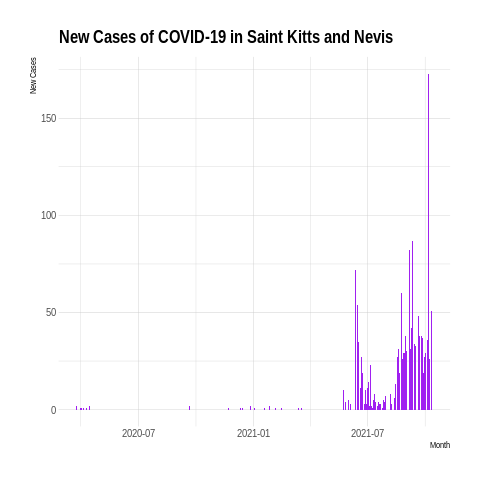 New Cases of COVID-19 in Saint Kitts and Nevis
New Cases
150
100
50
0
2020-07 2021-01 2021-07
Month